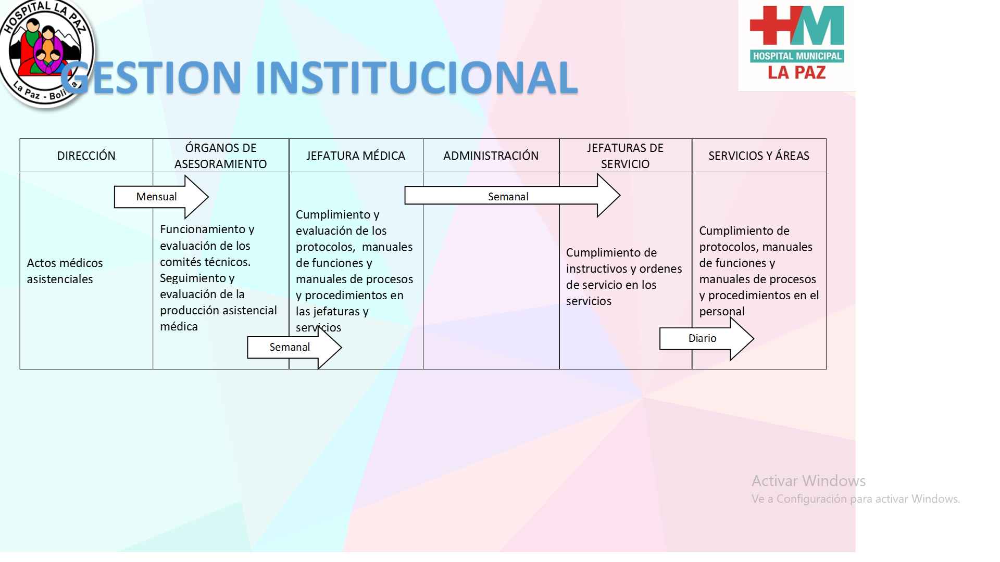 HOSPITAL LA PAZ
La Paz - Boli
HM
HOSPITAL MUNICIPAL
LA PAZ
GESTION INSTITUCIONAL
DIRECCIÓN
ÓRGANOS DE
ASESORAMIENTO
JEFATURA MÉDICA
ADMINISTRACIÓN
JEFATURAS DE
SERVICIO
SERVICIOS Y ÁREAS
Mensual
Semanal
Actos médicos
asistenciales
Funcionamiento y
evaluación de los
comités técnicos.
Seguimiento y
evaluación de la
producción asistencial
médica
Cumplimiento y
evaluación de los
protocolos,  manuales
de funciones y
manuales de procesos
y procedimientos en
las jefaturas y
servicios
Cumplimiento de
instructivos y ordenes
de servicio en los
servicios
Cumplimiento de
protocolos, manuales
de funciones y
manuales de procesos
y procedimientos en el
personal
Semanal
Diario
Activar Windows
Ve a Configuración para activar Windows.